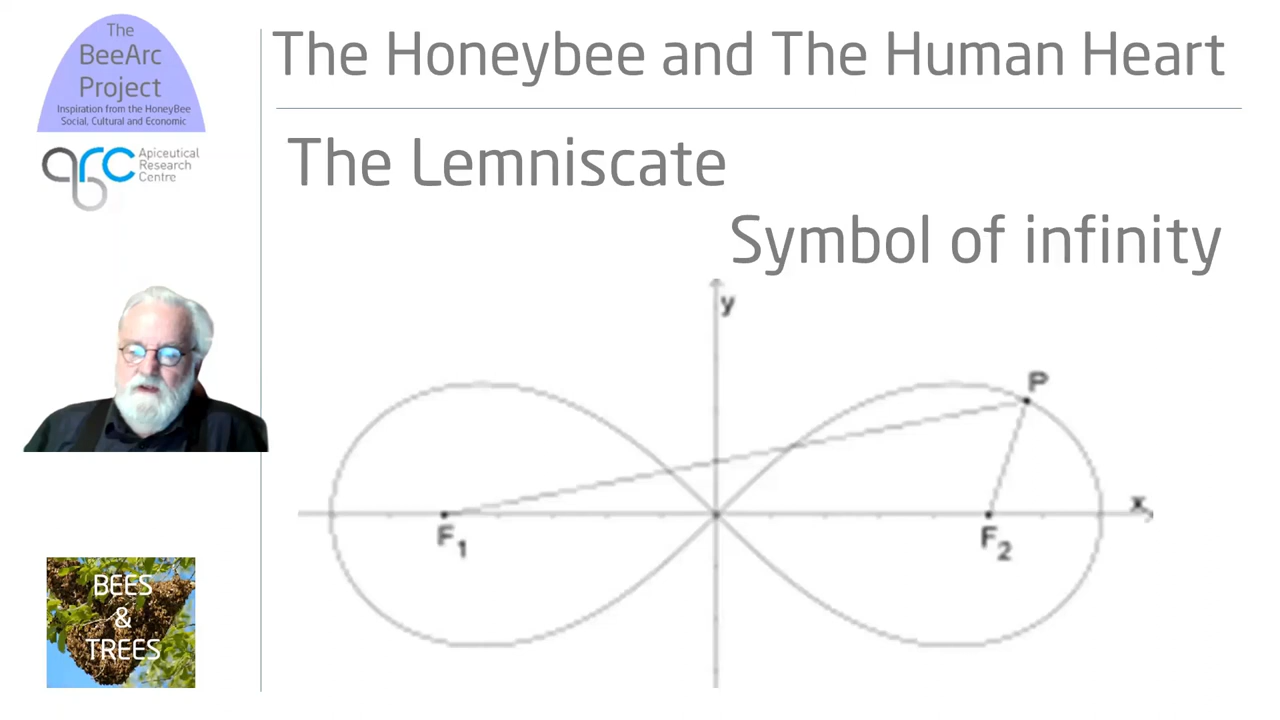 The
BeeArc
Project
Inspiration from the HoneyBee
Social, Cultural and Economic
arc
Apiceutical
Research
Centre
BEES
&
TREES
The Honeybee and The Human Heart
The Lemniscate
Symbol of infinity
y
P
x
F1
F2